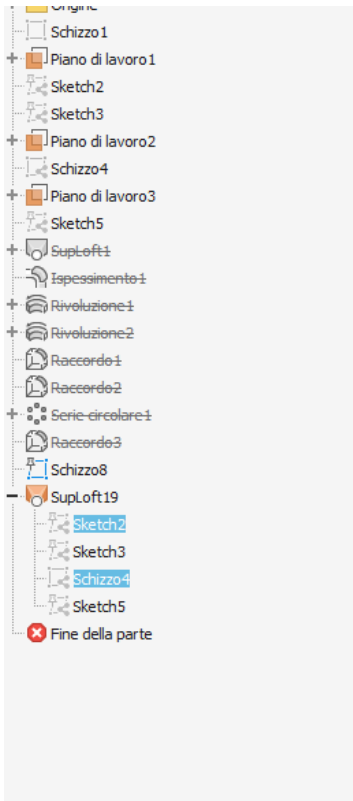 Origine
Schizzo1
Piano di lavoro1
Sketch2
Sketch3
Piano di lavoro2
Schizzo4
Piano di lavoro3
Sketch5
SupLoft1
Ispessimento1
Rivoluzione1
Rivoluzione2
Raccordo1
Raccordo2
Serie circolare1
Raccordo3
Schizzo8
SupLoft19
Sketch2
Sketch3
Schizzo4
Sketch5
Fine della parte